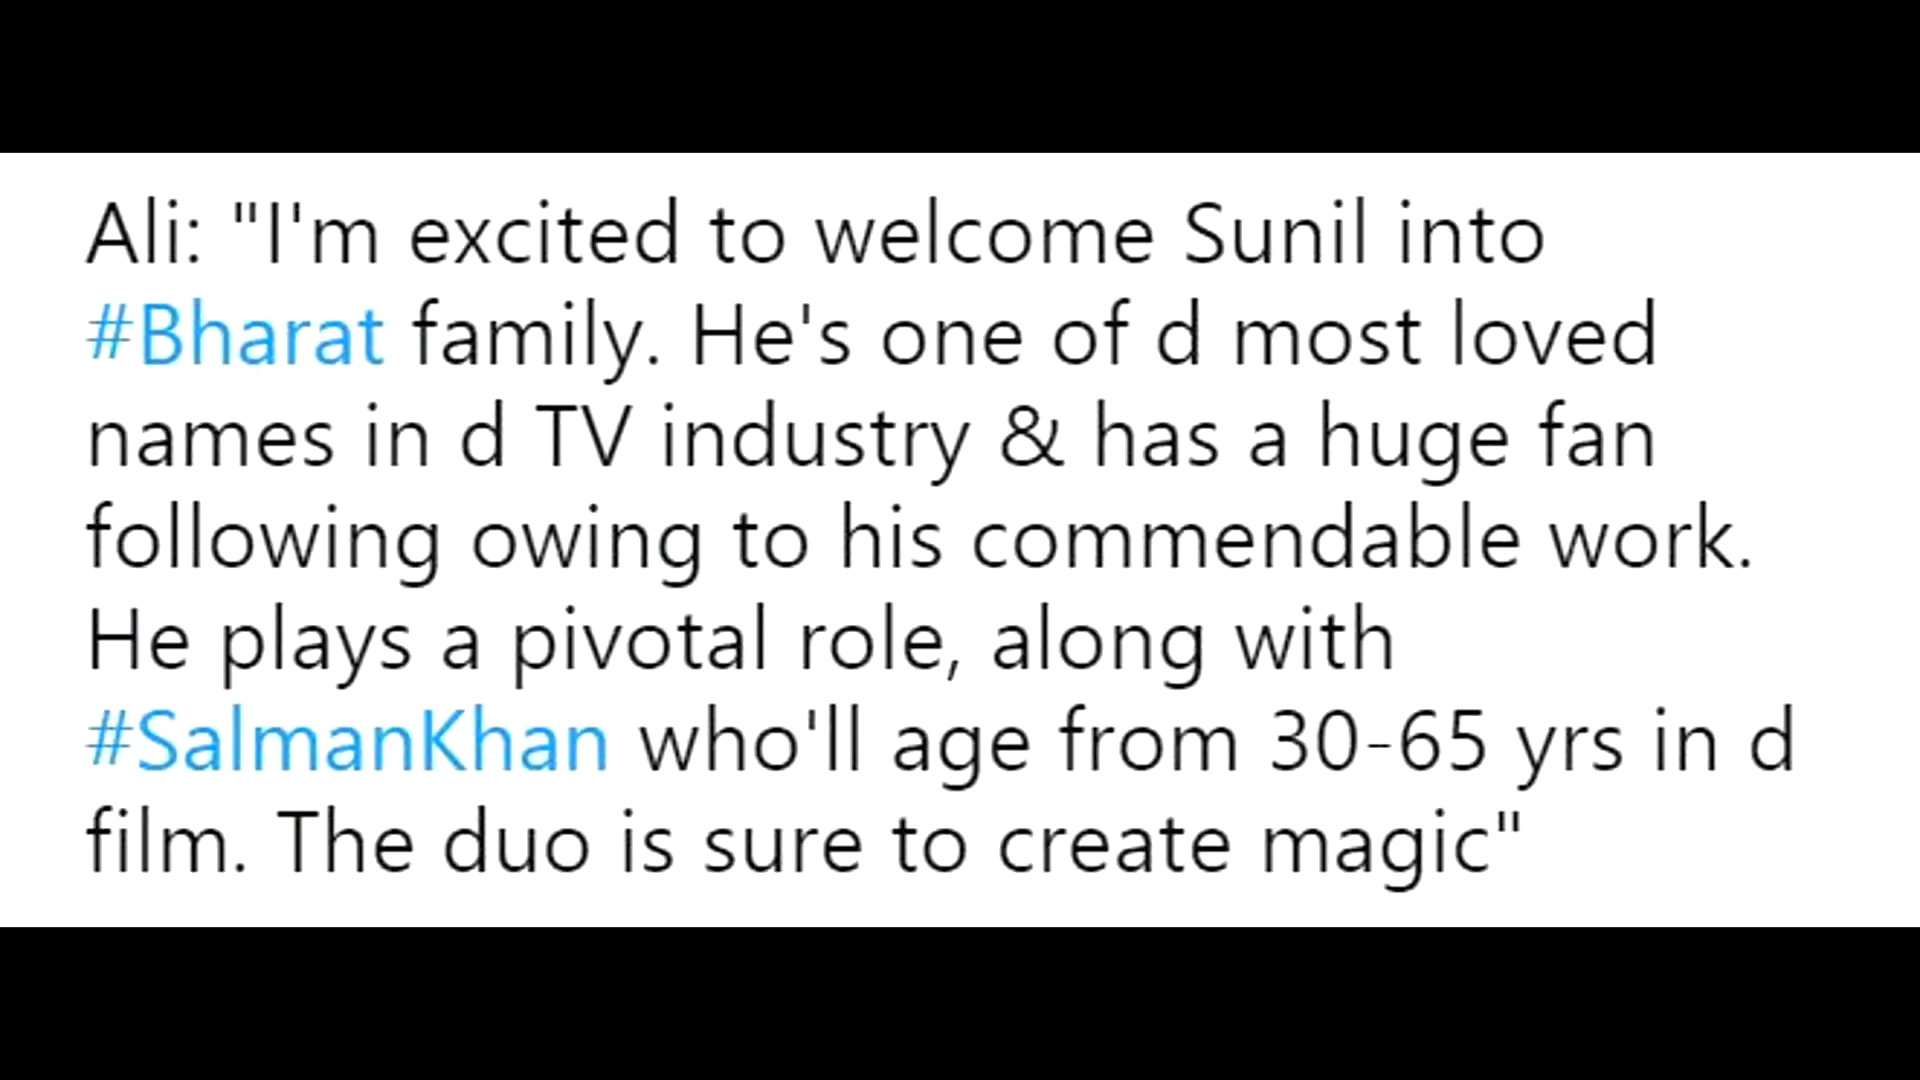 Ali: "I'm excited to welcome Sunil into
#Bharat family. He's one of d most loved
names in d TV industry & has a huge fan
following owing to his commendable work.
He plays a pivotal role, along with
#SalmanKhan who'll age from 30-65 yrs in d
film. The duo is sure to create magic"